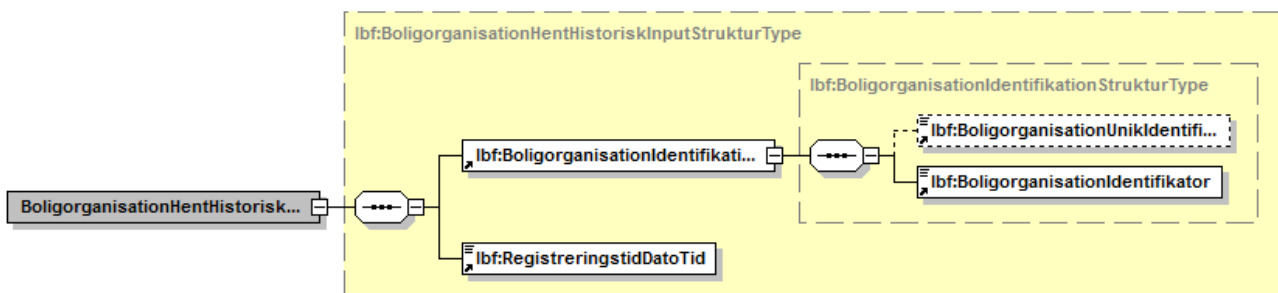 lbf:BoligorganisationHentHistoriskInputStrukturType
lbf:BoligorganisationIdentifikationStrukturType
lbf:BoligorganisationUnikIdentifi...
lbf:BoligorganisationIdentifikati...
lbf:BoligorganisationIdentifikator
BoligorganisationHentHistorisk...
lbf:RegistreringstidDatoTid